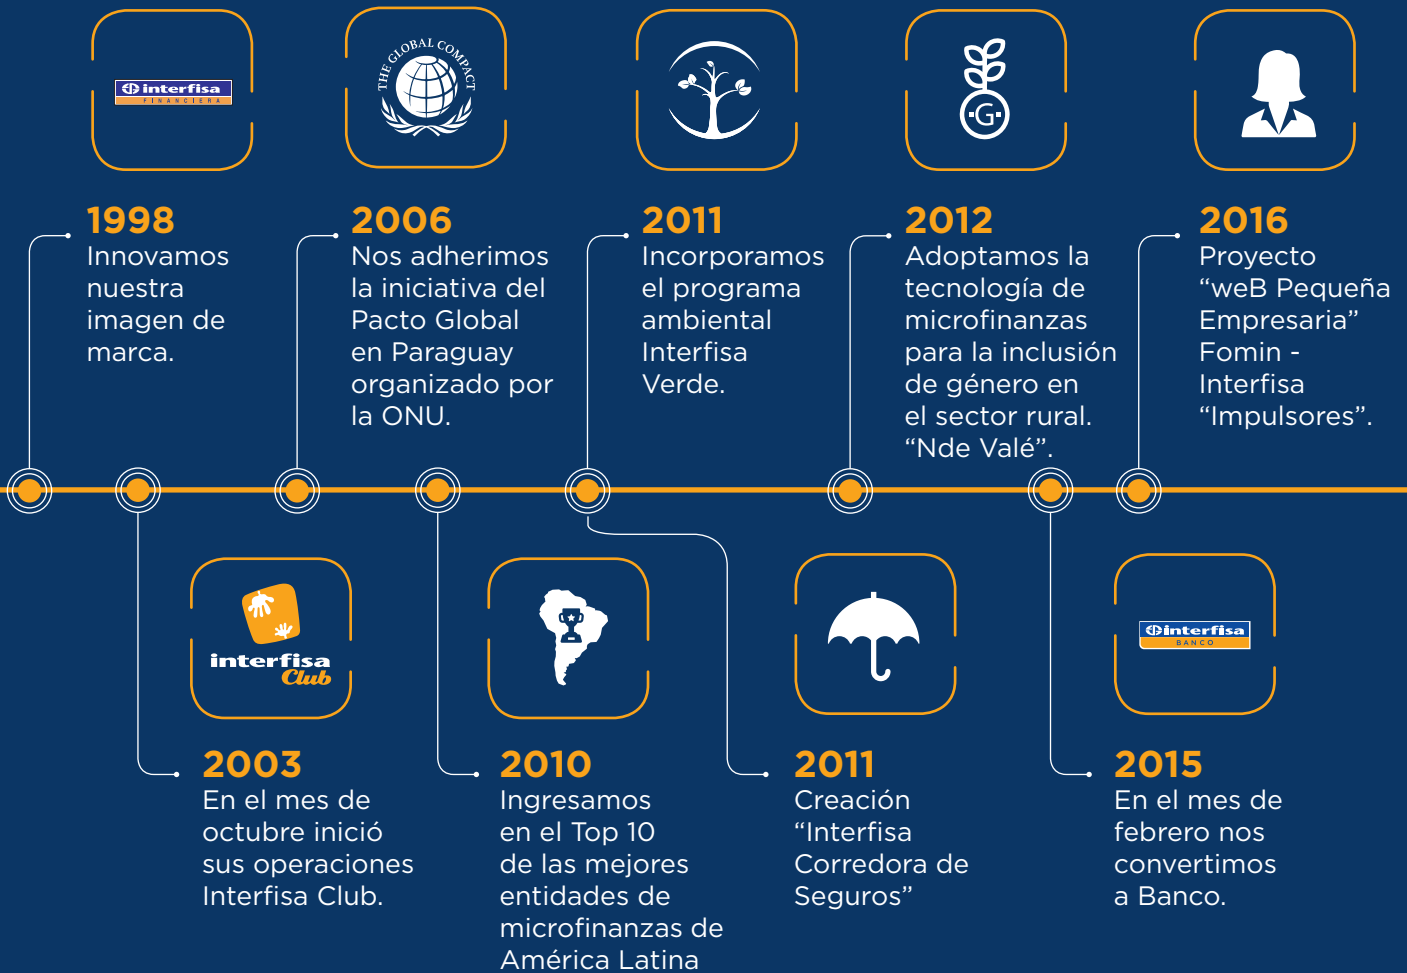 interfisa
FINANCIERA
THE GLOBAL COMPACT
·G·
1998
Innovamos
nuestra
imagen de
marca.
2006
Nos adherimos
la iniciativa del
Pacto Global
en Paraguay
organizado por
la ONU.
2011
Incorporamos
el programa
ambiental
Interfisa
Verde.
2012
Adoptamos la
tecnología de
microfinanzas
para la inclusión
de género en
el sector rural.
“Nde Valé”.
2016
Proyecto
“weB Pequeña
Empresaria”
Fomin -
Interfisa
“Impulsores”.
interfisa
Club
interfisa
BANCO
2003
En el mes de
octubre inició
sus operaciones
Interfisa Club.
2010
Ingresamos
en el Top 10
de las mejores
entidades de
microfinanzas de
América Latina
2011
Creación
“Interfisa
Corredora de
Seguros”
2015
En el mes de
febrero nos
convertimos
a Banco.